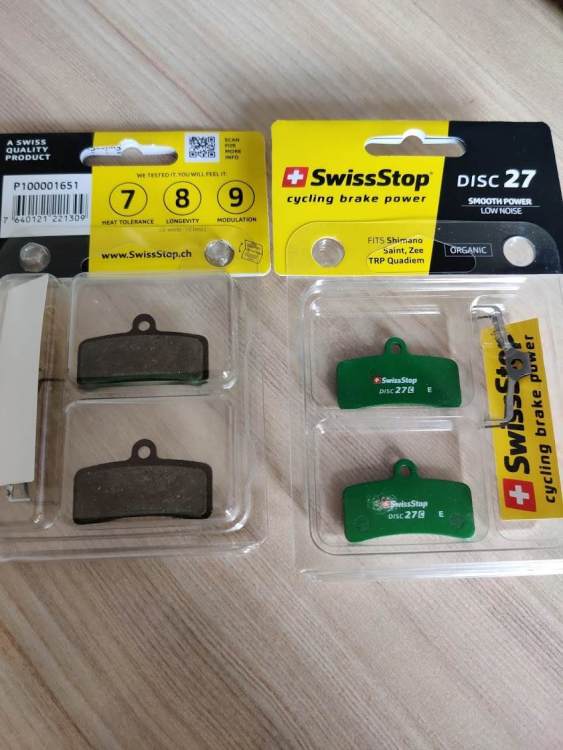 A SWISS
QUALITY
PRODUCT
SCAN
FOR
MORE
INFO
P100001651
7 640121 221309
WE TESTED IT. YOU WILL FEEL IT.
7
8
9
HEAT TOLERANCE
LONGEVITY
MODULATION
www.SwissStop.ch
SwissStop®
cycling brake power
DISC 27
SMOOTH POWER
LOW NOISE
FITS Shimano
Saint, Zee
TRP Quadiem
ORGANIC
SwissStop
DISC 27 E
SwissStop
DISC 27 E
SwissStop
cycling brake power